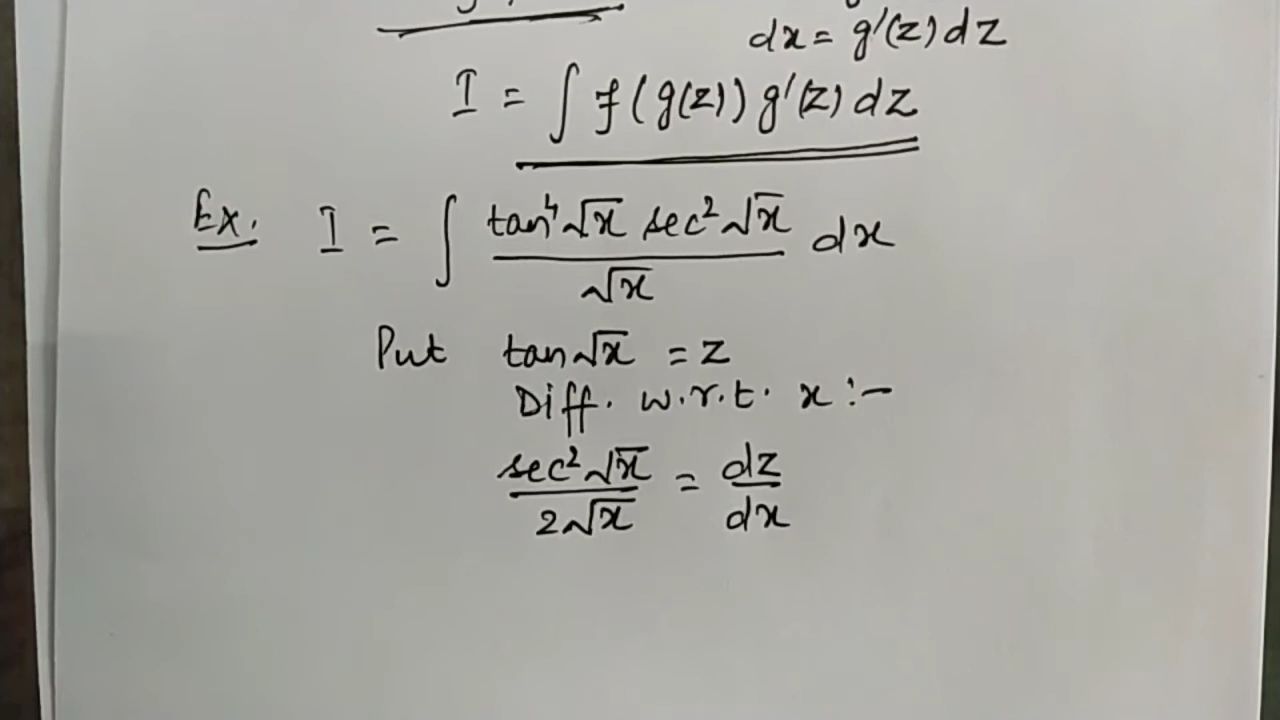 dx = g'(z) dz
I = ∫ f(g(z)) g'(z) dz
Ex. I = ∫ tan⁴√x sec²√x / √x dx
Put tan√x = z
Diff. w.r.t. x :-
sec²√x / 2√x = dz / dx